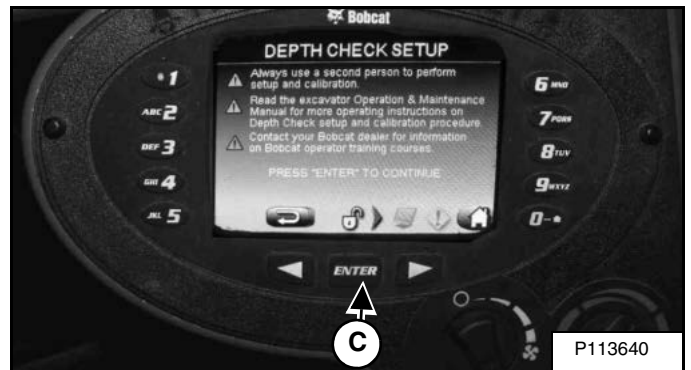 Bobcat
DEPTH CHECK SETUP
Always use a second person to perform
setup and calibration.
Read the excavator Operation & Maintenance
Manual for more operating instructions on
Depth Check setup and calibration procedure.
Contact your Bobcat dealer for information
on Bobcat operator training courses.
PRESS "ENTER" TO CONTINUE
1
ABC 2
DEF 3
GHI 4
JKL 5
6 MNO
7 PQRS
8 TUV
9 WXYZ
0
ENTER
C
P113640